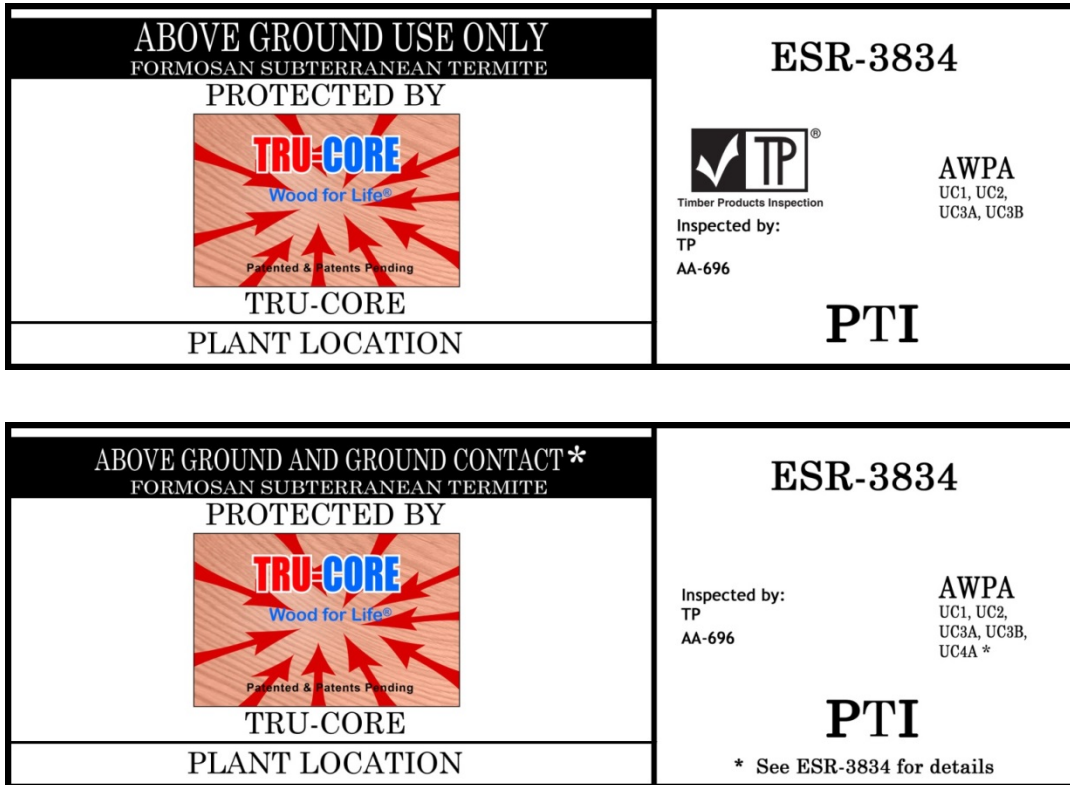 ABOVE GROUND USE ONLY
FORMOSAN SUBTERRANEAN TERMITE
PROTECTED BY
TRU-CORE
Wood for Life®
Patented & Patents Pending
TRU-CORE
PLANT LOCATION
ESR-3834
TP®
Timber Products Inspection
Inspected by:
TP
AA-696
AWPA
UC1, UC2,
UC3A, UC3B
PTI
ABOVE GROUND AND GROUND CONTACT*
FORMOSAN SUBTERRANEAN TERMITE
PROTECTED BY
TRU-CORE
Wood for Life®
Patented & Patents Pending
TRU-CORE
PLANT LOCATION
ESR-3834
Inspected by:
TP
AA-696
AWPA
UC1, UC2,
UC3A, UC3B,
UC4A *
PTI
* See ESR-3834 for details